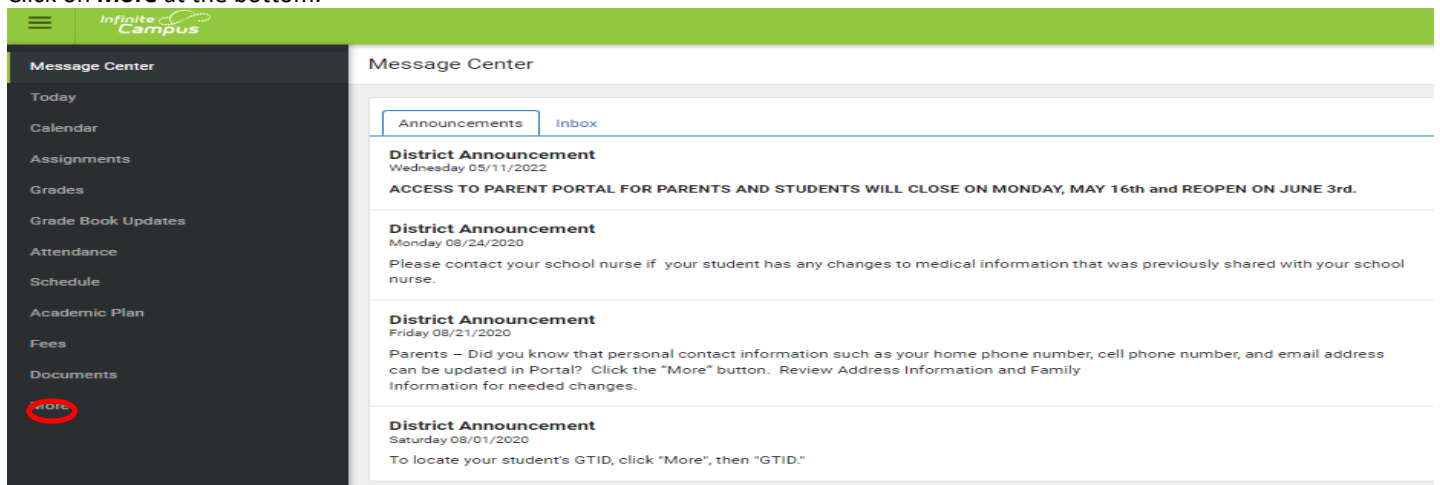 Click on More at the bottom.
Infinite
Campus
Message Center
Today
Calendar
Assignments
Grades
Grade Book Updates
Attendance
Schedule
Academic Plan
Fees
Documents
More
Message Center
Announcements Inbox
District Announcement
Wednesday 05/11/2022
ACCESS TO PARENT PORTAL FOR PARENTS AND STUDENTS WILL CLOSE ON MONDAY, MAY 16th and REOPEN ON JUNE 3rd.
District Announcement
Monday 08/24/2020
Please contact your school nurse if your student has any changes to medical information that was previously shared with your school
nurse.
District Announcement
Friday 08/21/2020
Parents – Did you know that personal contact information such as your home phone number, cell phone number, and email address
can be updated in Portal? Click the “More” button. Review Address Information and Family
Information for needed changes.
District Announcement
Saturday 08/01/2020
To locate your student's GTID, click "More", then "GTID."